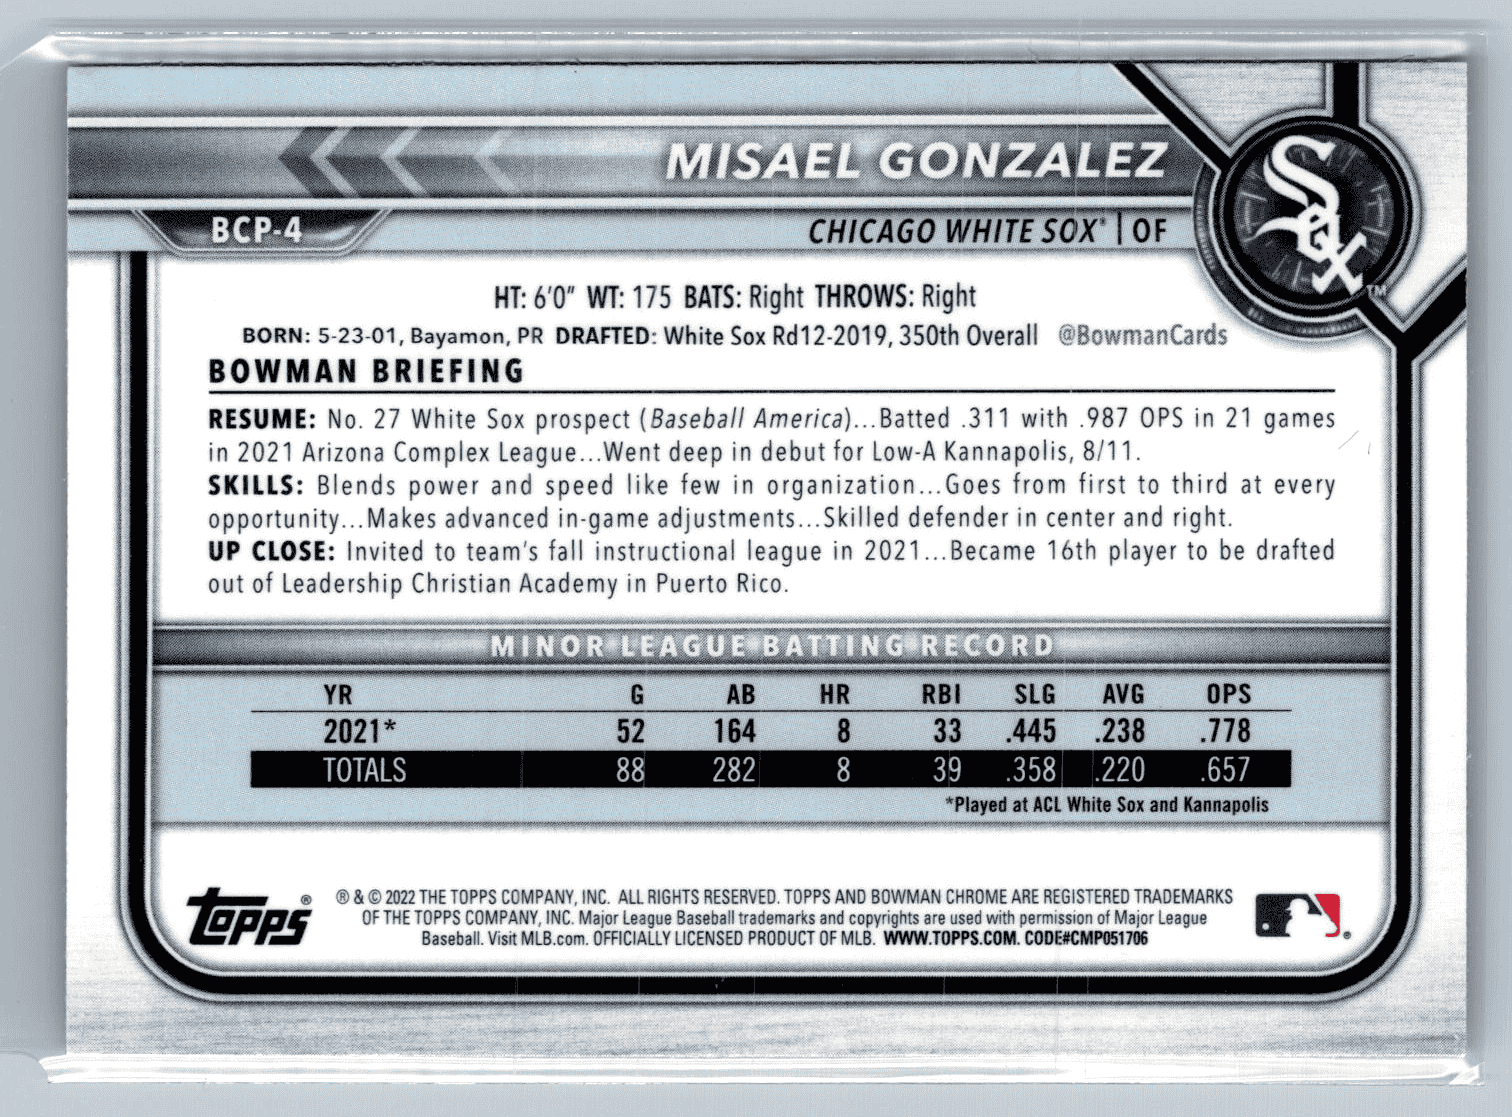 MISAEL GONZALEZ
BCP-4
CHICAGO WHITE SOX® | OF
Sox
TM
HT: 6'0" WT: 175 BATS: Right THROWS: Right
BORN: 5-23-01, Bayamon, PR DRAFTED: White Sox Rd12-2019, 350th Overall @BowmanCards
BOWMAN BRIEFING
RESUME: No. 27 White Sox prospect (Baseball America)...Batted .311 with .987 OPS in 21 games
in 2021 Arizona Complex League...Went deep in debut for Low-A Kannapolis, 8/11.
SKILLS: Blends power and speed like few in organization...Goes from first to third at every
opportunity...Makes advanced in-game adjustments...Skilled defender in center and right.
UP CLOSE: Invited to team's fall instructional league in 2021...Became 16th player to be drafted
out of Leadership Christian Academy in Puerto Rico.
MINOR LEAGUE BATTING RECORD
YR G AB HR RBI SLG AVG OPS
2021* 52 164 8 33 .445 .238 .778
TOTALS 88 282 8 39 .358 .220 .657
*Played at ACL White Sox and Kannapolis
topps®
® & © 2022 THE TOPPS COMPANY, INC. ALL RIGHTS RESERVED. TOPPS AND BOWMAN CHROME ARE REGISTERED TRADEMARKS
OF THE TOPPS COMPANY, INC. Major League Baseball trademarks and copyrights are used with permission of Major League
Baseball. Visit MLB.com. OFFICIALLY LICENSED PRODUCT OF MLB. WWW.TOPPS.COM. CODE#CMP051706
®